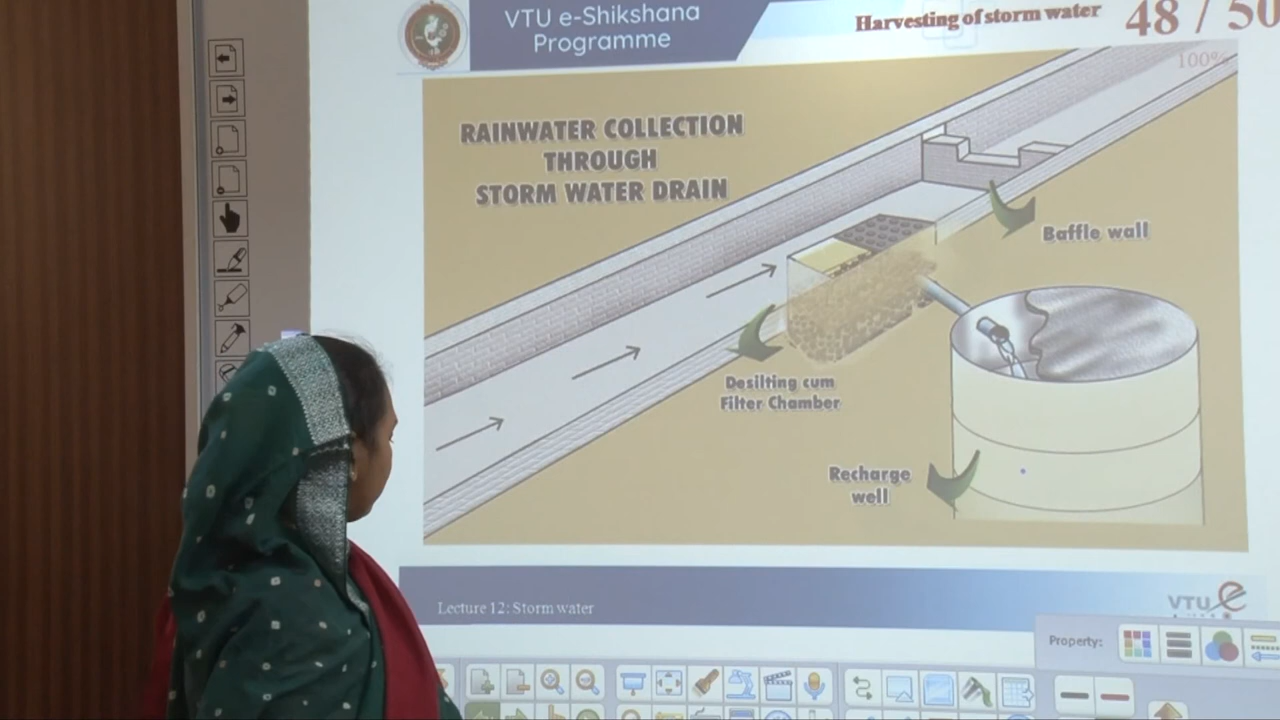 VTU e-Shikshana
Programme
Harvesting of storm water
48 / 50
100%
RAINWATER COLLECTION
THROUGH
STORM WATER DRAIN
Baffle wall
Desilting cum
Filter Chamber
Recharge
well
Lecture 12: Storm water
VTU e
Property: